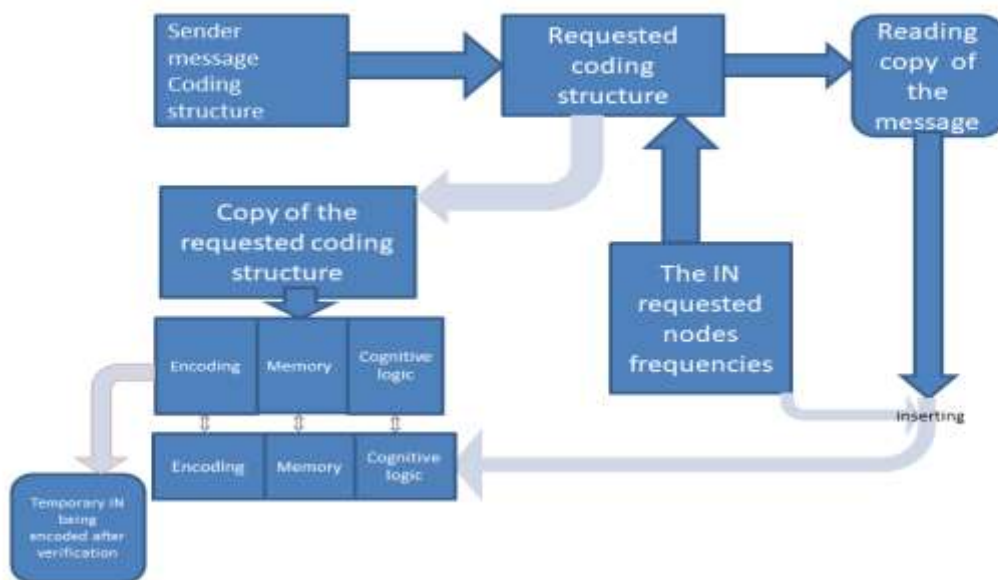 Sender
message
Coding
structure
Requested
coding
structure
Reading
copy of
the
message
Copy of the
requested coding
structure
The IN
requested
nodes
frequencies
Encoding
Memory
Cognitive
logic
inserting
Encoding
Memory
Cognitive
logic
Temporary IN
being
encoded after
verification